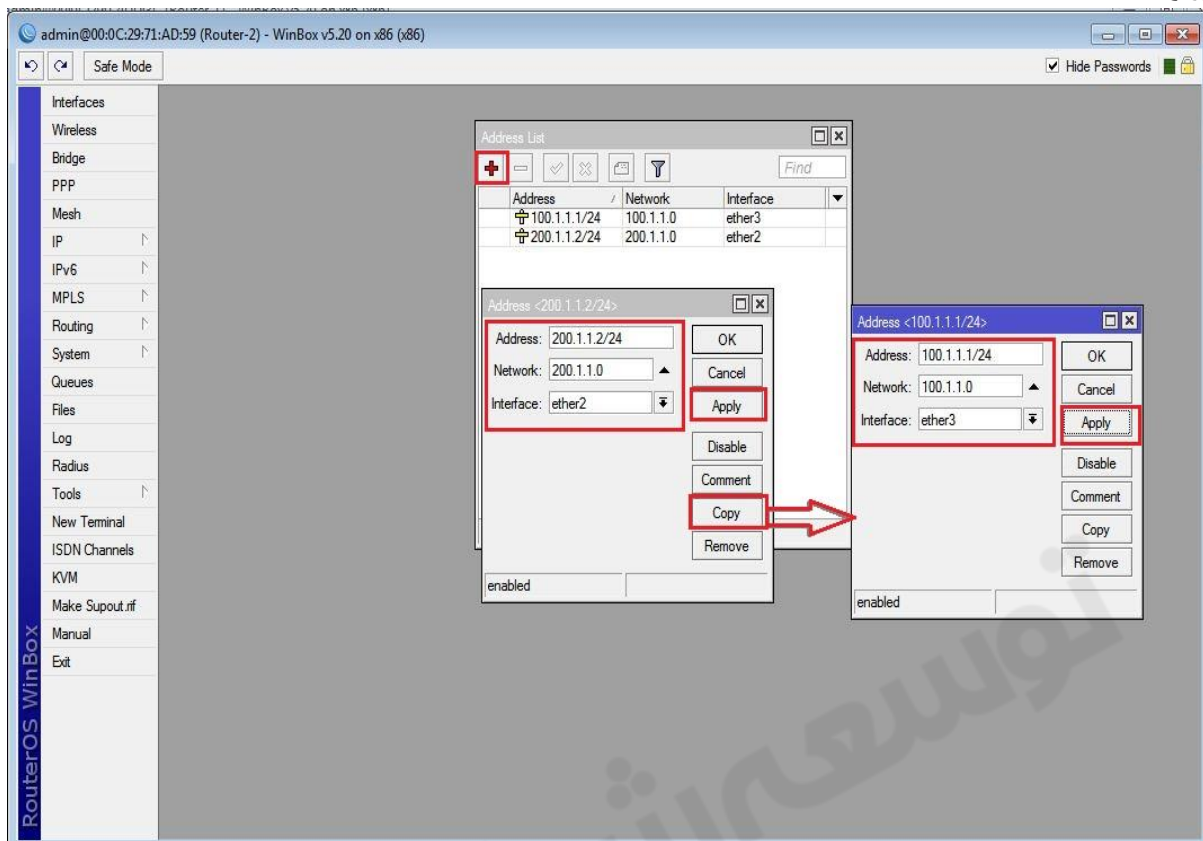 admin@00:0C:29:71:AD:59 (Router-2) - WinBox v5.20 on x86 (x86)
Safe Mode
Hide Passwords
Interfaces
Wireless
Bridge
PPP
Mesh
IP
IPv6
MPLS
Routing
System
Queues
Files
Log
Radius
Tools
New Terminal
ISDN Channels
KVM
Make Supout.rif
Manual
Exit
RouterOS WinBox
Address List
Find
Address Network Interface
100.1.1.1/24 100.1.1.0 ether3
200.1.1.2/24 200.1.1.0 ether2
Address <200.1.1.2/24>
Address: 200.1.1.2/24 OK
Network: 200.1.1.0 Cancel
Interface: ether2 Apply
Disable
Comment
Copy
Remove
enabled
Address <100.1.1.1/24>
Address: 100.1.1.1/24 OK
Network: 100.1.1.0 Cancel
Interface: ether3 Apply
Disable
Comment
Copy
Remove
enabled
توسعه